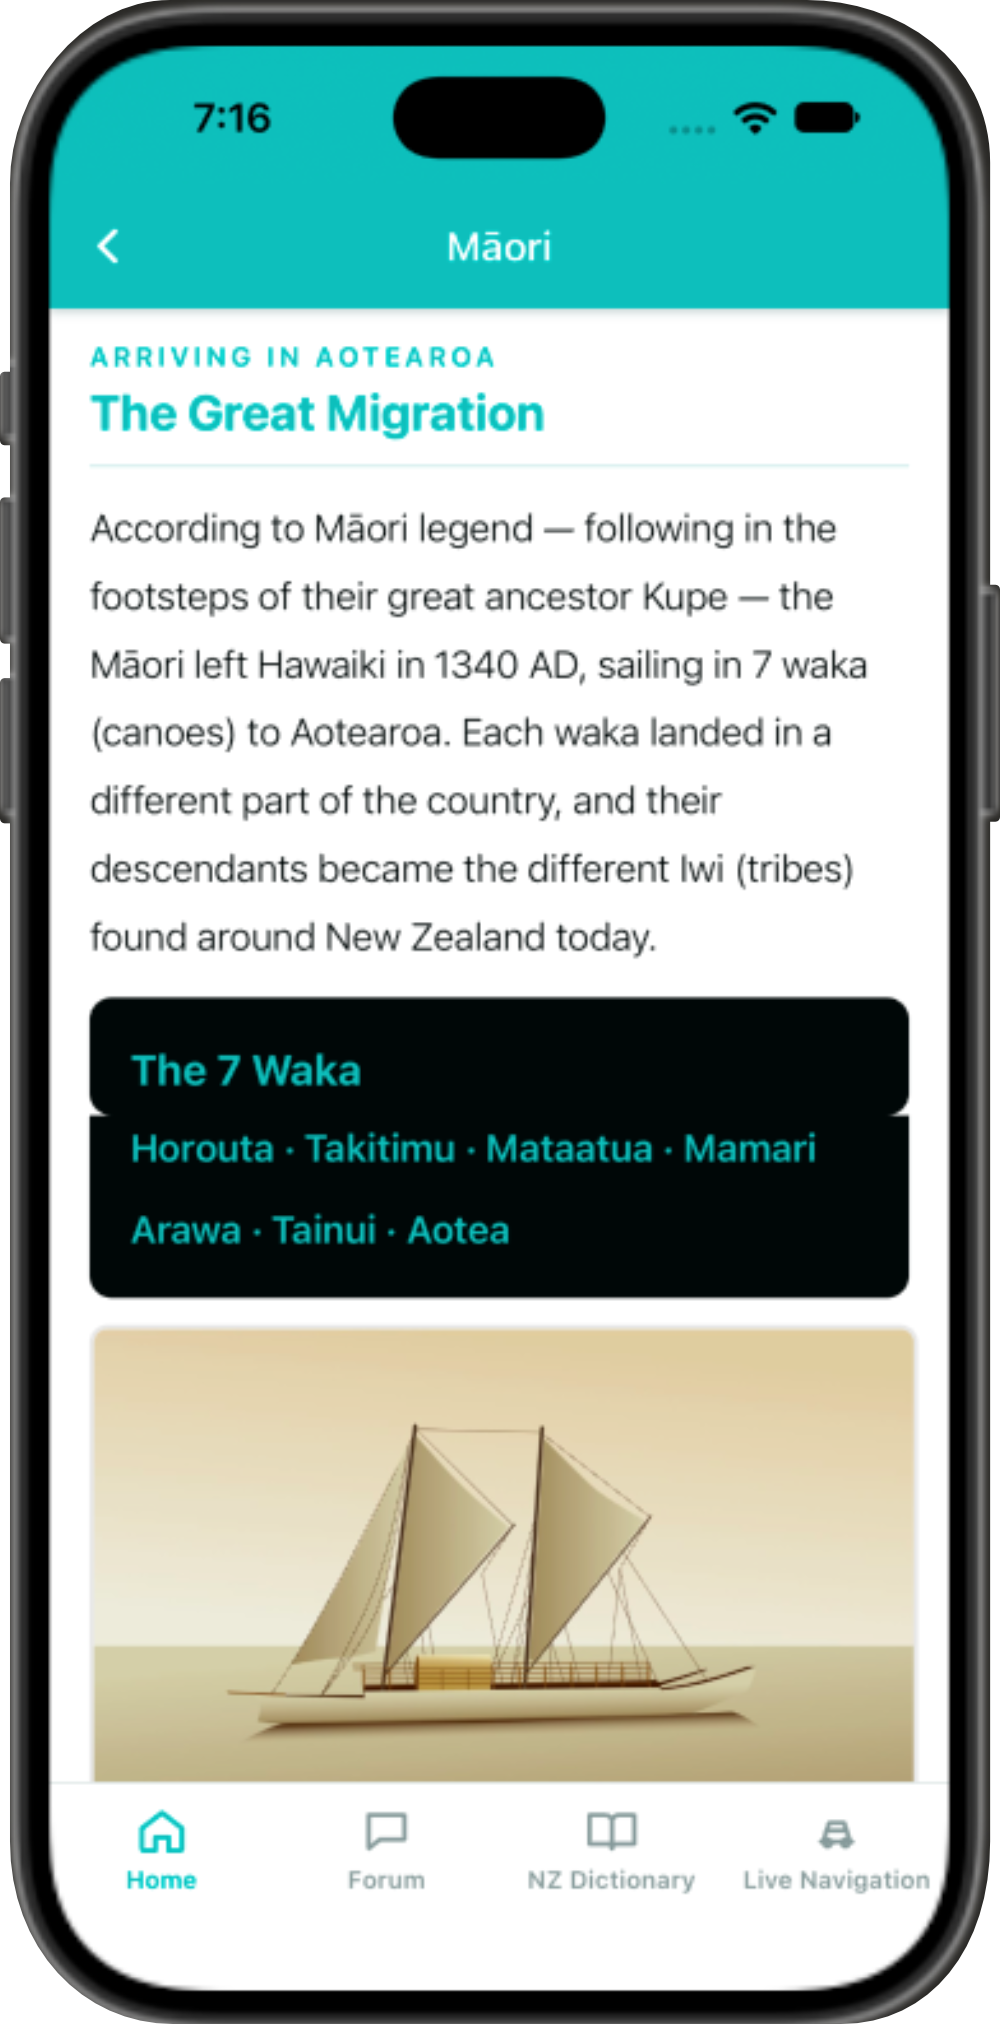 7:16
Māori
ARRIVING IN AOTEAROA
The Great Migration
According to Māori legend — following in the
footsteps of their great ancestor Kupe — the
Māori left Hawaiki in 1340 AD, sailing in 7 waka
(canoes) to Aotearoa. Each waka landed in a
different part of the country, and their
descendants became the different Iwi (tribes)
found around New Zealand today.
The 7 Waka
Horouta · Takitimu · Mataatua · Mamari
Arawa · Tainui · Aotea
Home
Forum
NZ Dictionary
Live Navigation